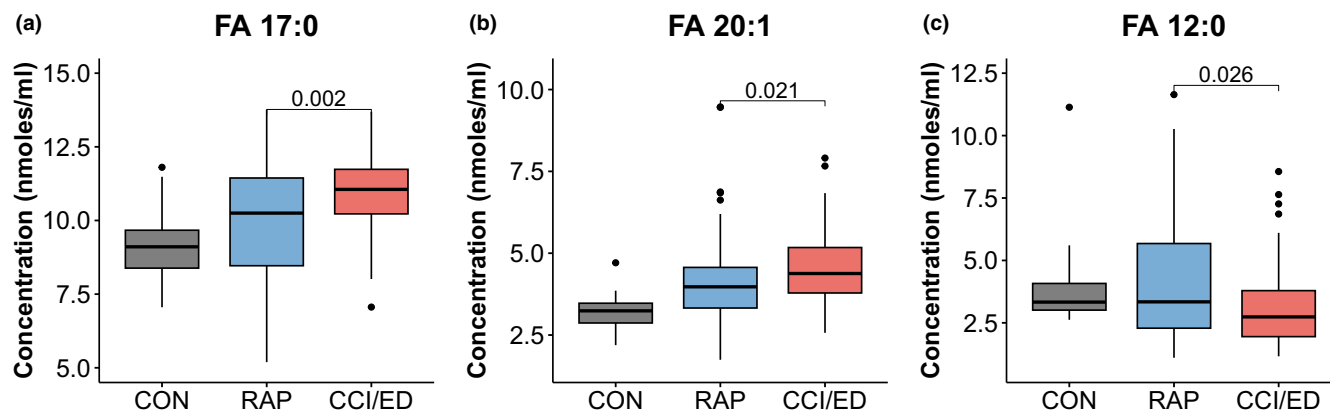 (a) FA 17:0
Concentration (nmoles/ml)
15.0
12.5
10.0
7.5
5.0
0.002
CON RAP CCI/ED
(b) FA 20:1
Concentration (nmoles/ml)
10.0
7.5
5.0
2.5
0.021
CON RAP CCI/ED
(c) FA 12:0
Concentration (nmoles/ml)
12.5
10.0
7.5
5.0
2.5
0.026
CON RAP CCI/ED